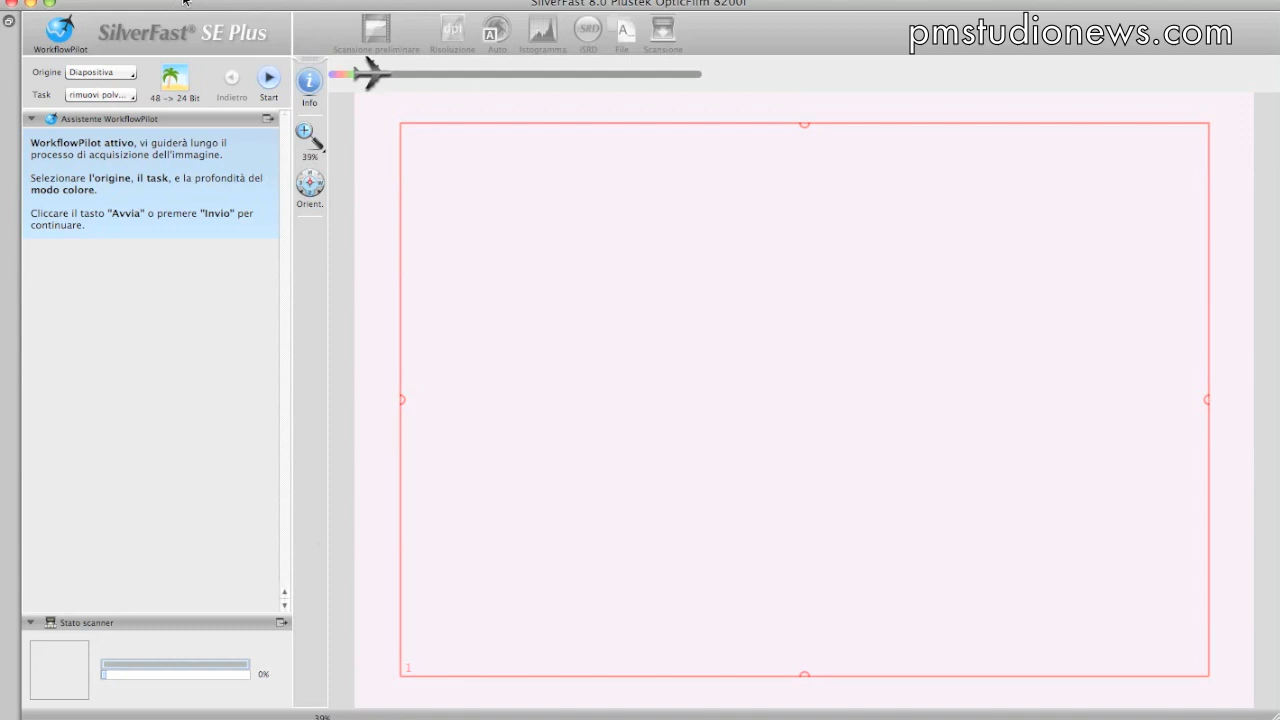 SilverFast 8.0 Plustek OpticFilm 8200i
pmstudionews.com
WorkflowPilot
SilverFast® SE Plus
Scansione preliminare
Risoluzione
Auto
Istogramma
iSRD
File
Scansione
Origine
Diapositiva
Task
rimuovi polv...
48 -> 24 Bit
Indietro
Start
Info
39%
Orient.
Assistente WorkflowPilot
WorkflowPilot attivo, vi guiderà lungo il
processo di acquisizione dell'immagine.
Selezionare l'origine, il task, e la profondità del
modo colore.
Cliccare il tasto "Avvia" o premere "Invio" per
continuare.
1
Stato scanner
0%
39%